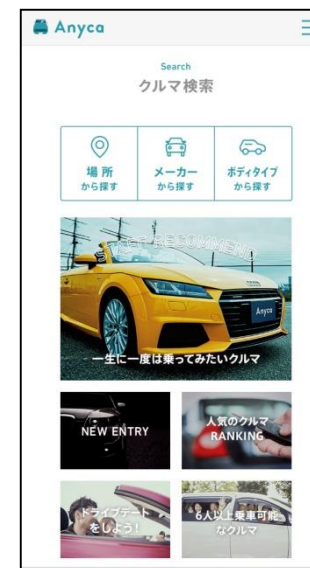 Anyca
Search
クルマ検索
場所
から探す
メーカー
から探す
ボディタイプ
から探す
一生に一度は乗ってみたいクルマ
Anyca
NEW ENTRY
人気のクルマ
RANKING
ドライブデート
をしよう!
6人以上乗車可能
なクルマ